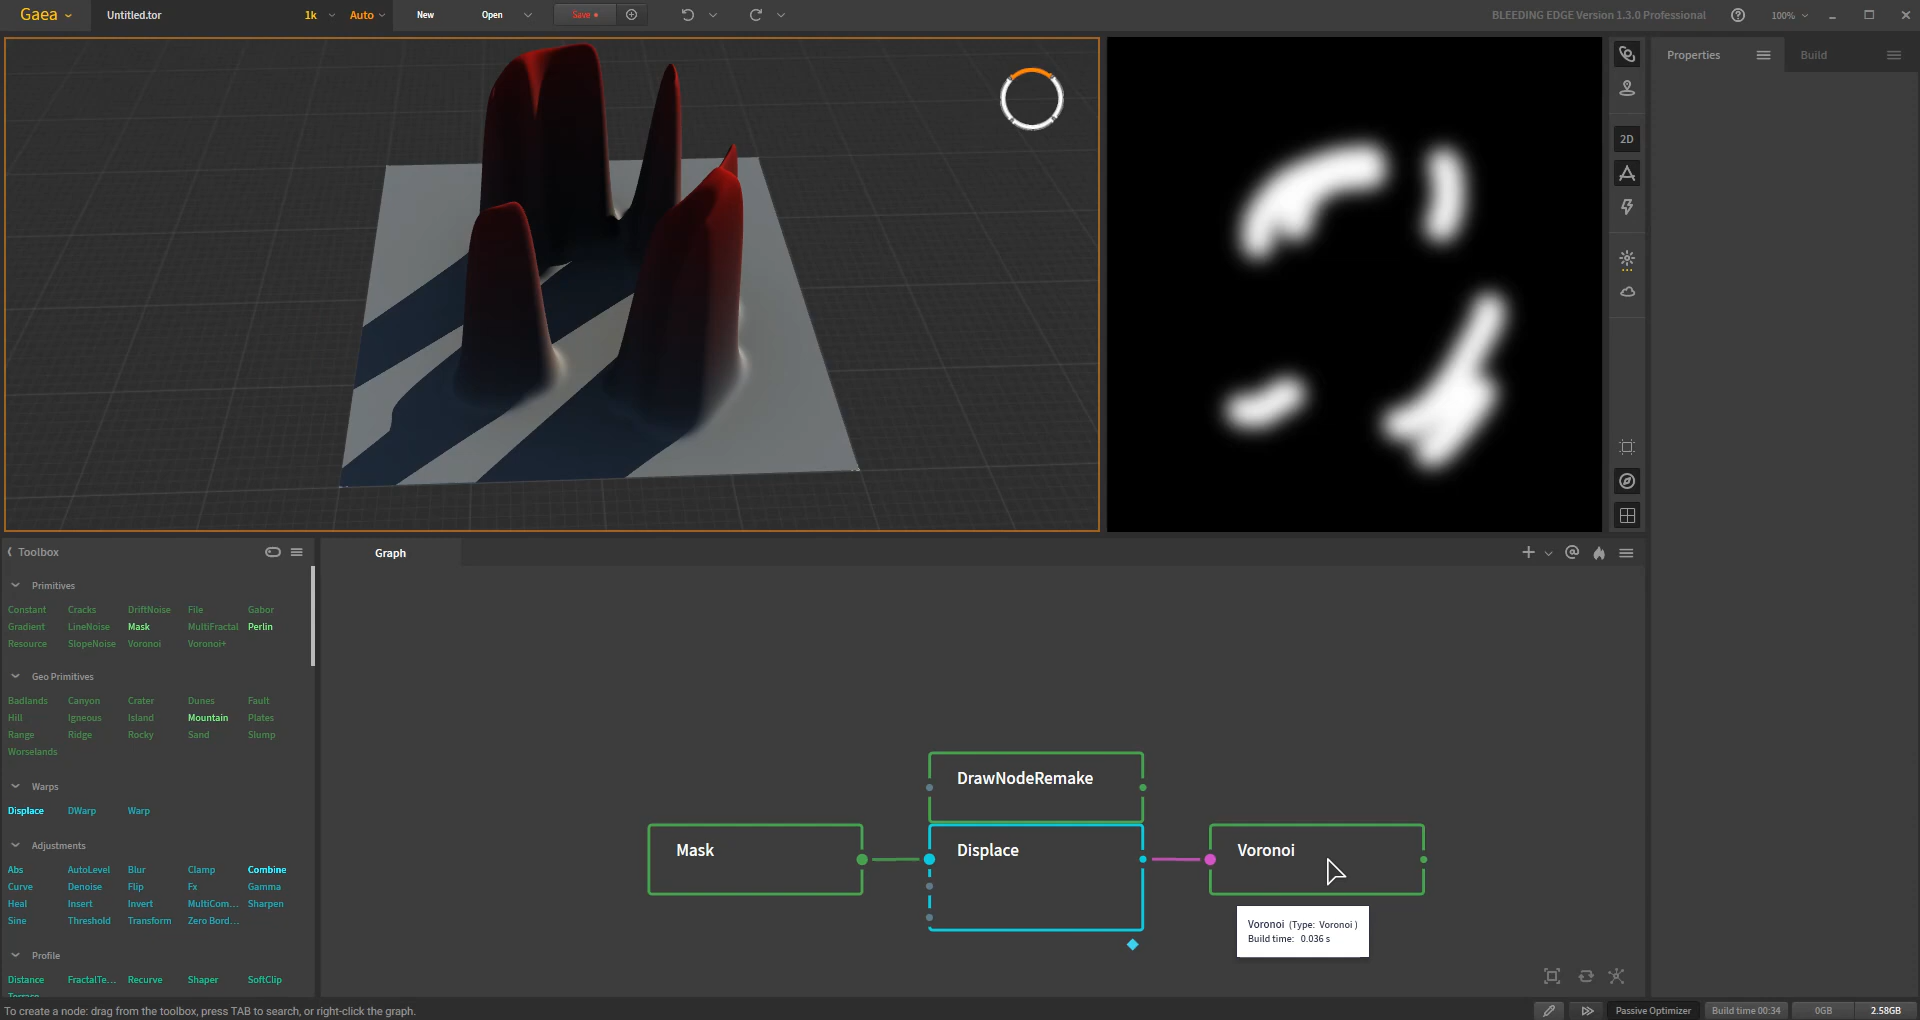 Gaea
Untitled.tor
1k
Auto
New
Open
Save
BLEEDING EDGE Version 1.3.0 Professional
100%
2D
Properties
Build
Toolbox
Graph
Primitives
Constant Cracks DriftNoise File Gabor
Gradient LineNoise Mask MultiFractal Perlin
Resource SlopeNoise Voronoi Voronoi+
Geo Primitives
Badlands Canyon Crater Dunes Fault
Hill Igneous Island Mountain Plates
Range Ridge Rocky Sand Slump
Worselands
Warps
Displace DWarp Warp
Adjustments
Abs AutoLevel Blur Clamp Combine
Curve Denoise Flip Fx Gamma
Heal Insert Invert MultiCom... Sharpen
Sine Threshold Transform Zero Bord...
Profile
Distance FractalTe... Recurve Shaper SoftClip
Terrace
DrawNodeRemake
Mask
Displace
Voronoi
Voronoi (Type: Voronoi )
Build time: 0.036 s
To create a node: drag from the toolbox, press TAB to search, or right-click the graph.
Passive Optimizer
Build time 00:34
0GB
2.58GB